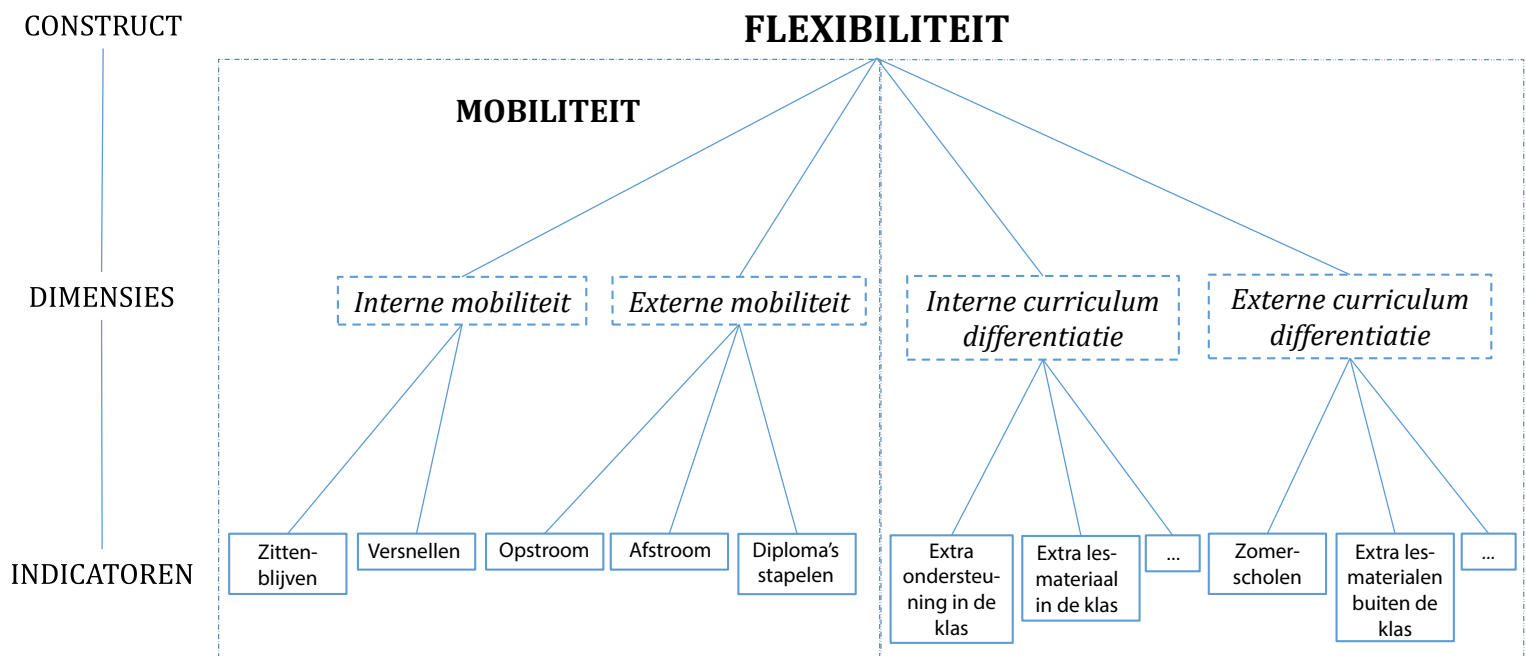 CONSTRUCT
FLEXIBILITEIT
MOBILITEIT
DIMENSIES
Interne mobiliteit
Externe mobiliteit
Interne curriculum
differentiatie
Externe curriculum
differentiatie
INDICATOREN
Zitten-
blijven
Versnellen
Opstroom
Afstroom
Diploma’s
stapelen
Extra
ondersteu-
ning in de
klas
Extra les-
materiaal
in de klas
...
Zomer-
scholen
Extra les-
materialen
buiten de
klas
...